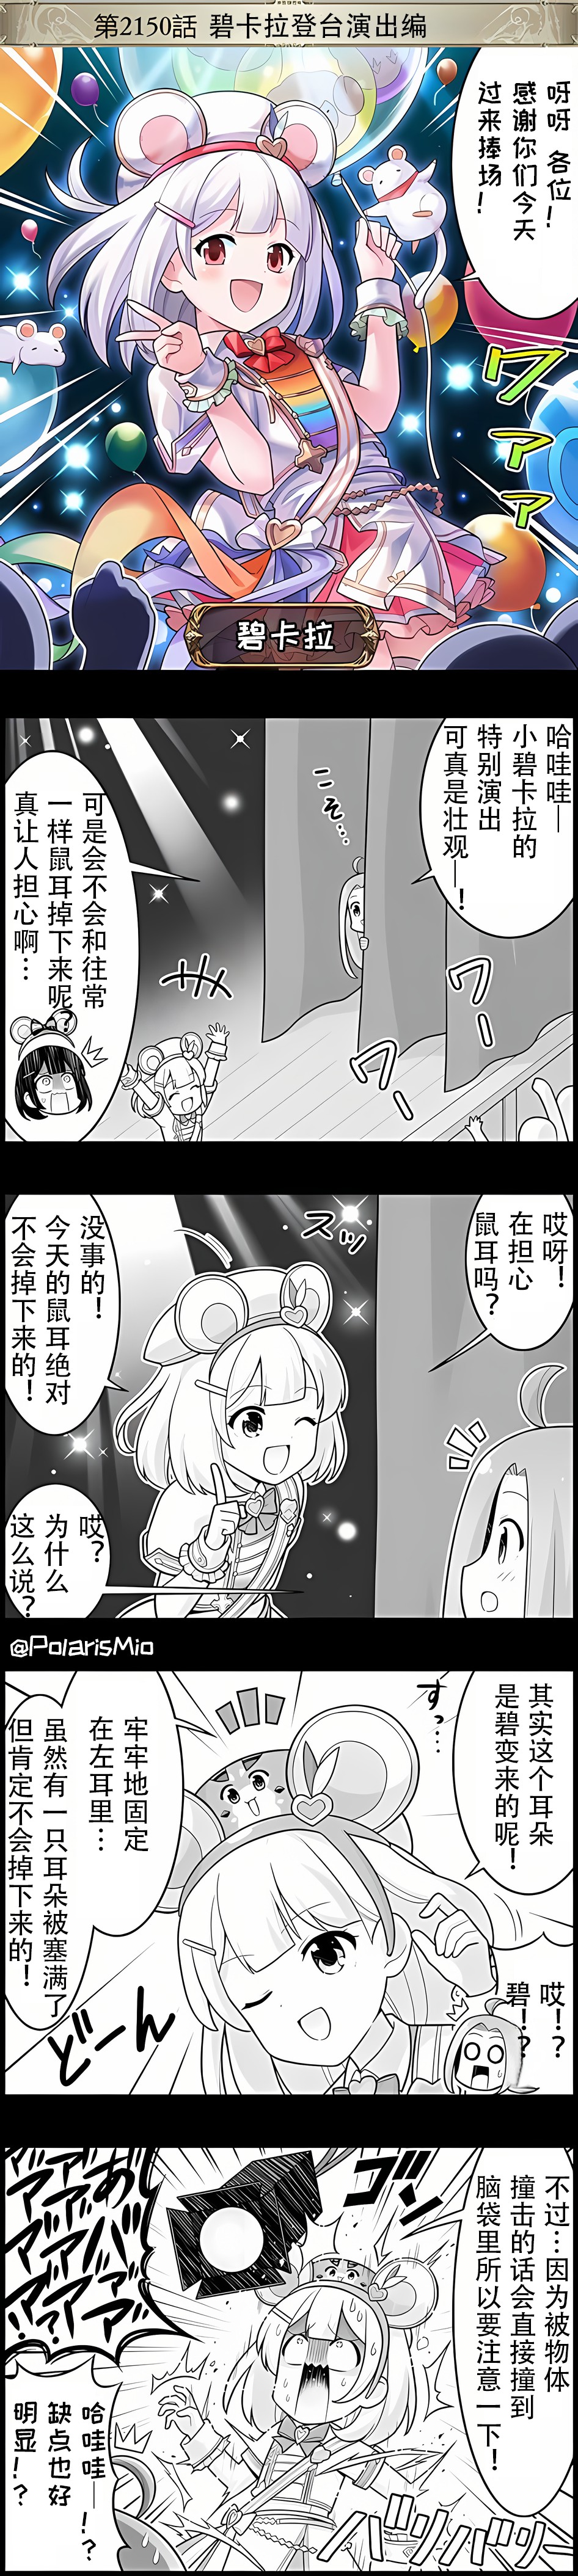 第2150話 碧卡拉登台演出编
呀呀 各位！
感谢你们今天
过来捧场！
ワァァァ
碧卡拉
哈哇哇—
小碧卡拉的
特别演出
可真是壮观—！
こそ…
ワー
ワー
可是会不会和往常
一样鼠耳掉下来呢？
真让人担心啊…
哎呀！
在担心
鼠耳吗？
スッ
没事的！
今天的鼠耳绝对
不会掉下来的！
哎？
为什么
这么说？
@PolarisMio
其实这个耳朵
是碧变来的呢！
すっ…
牢牢地固定
在左耳里…
虽然有一只耳朵被塞满了
但肯定不会掉下来的！
哎！？
碧！？
どーん
不过…因为被物体
撞击的话会直接撞到
脑袋里所以要注意一下！
ゴン
バリバリバリ
哈哇哇—！？
缺点也好
明显！？